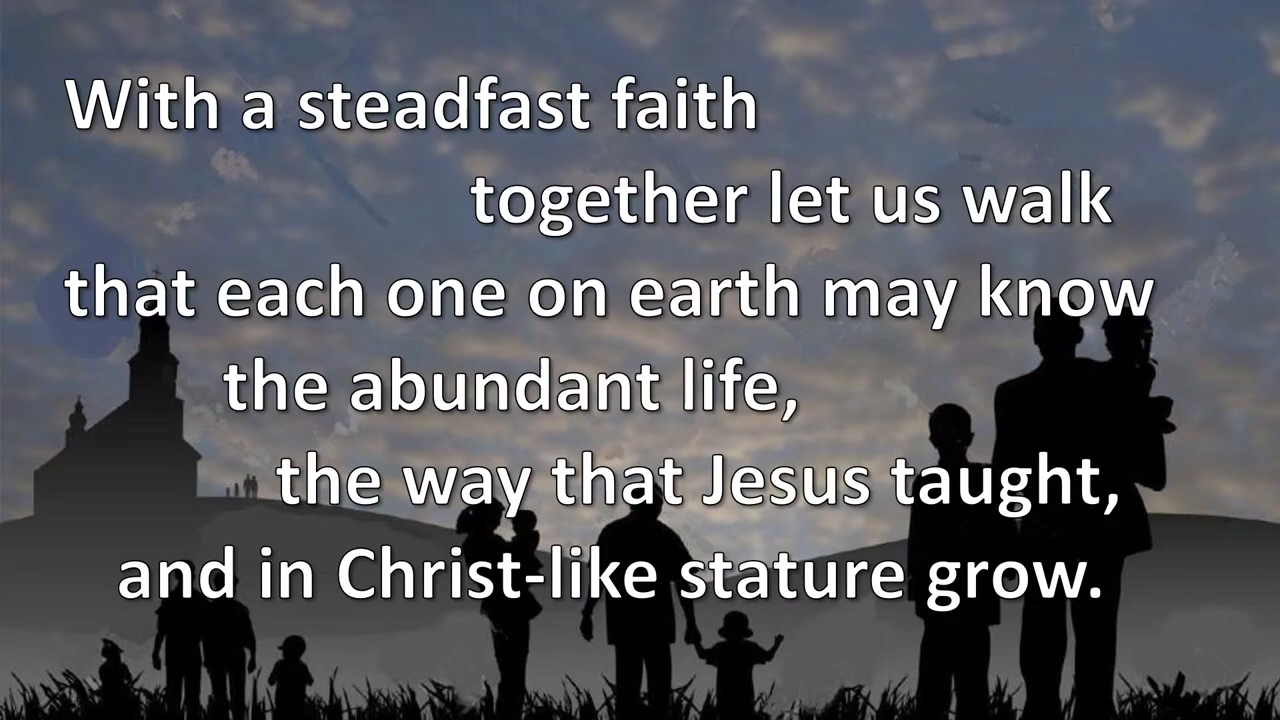 With a steadfast faith
together let us walk
that each one on earth may know
the abundant life,
the way that Jesus taught,
and in Christ-like stature grow.